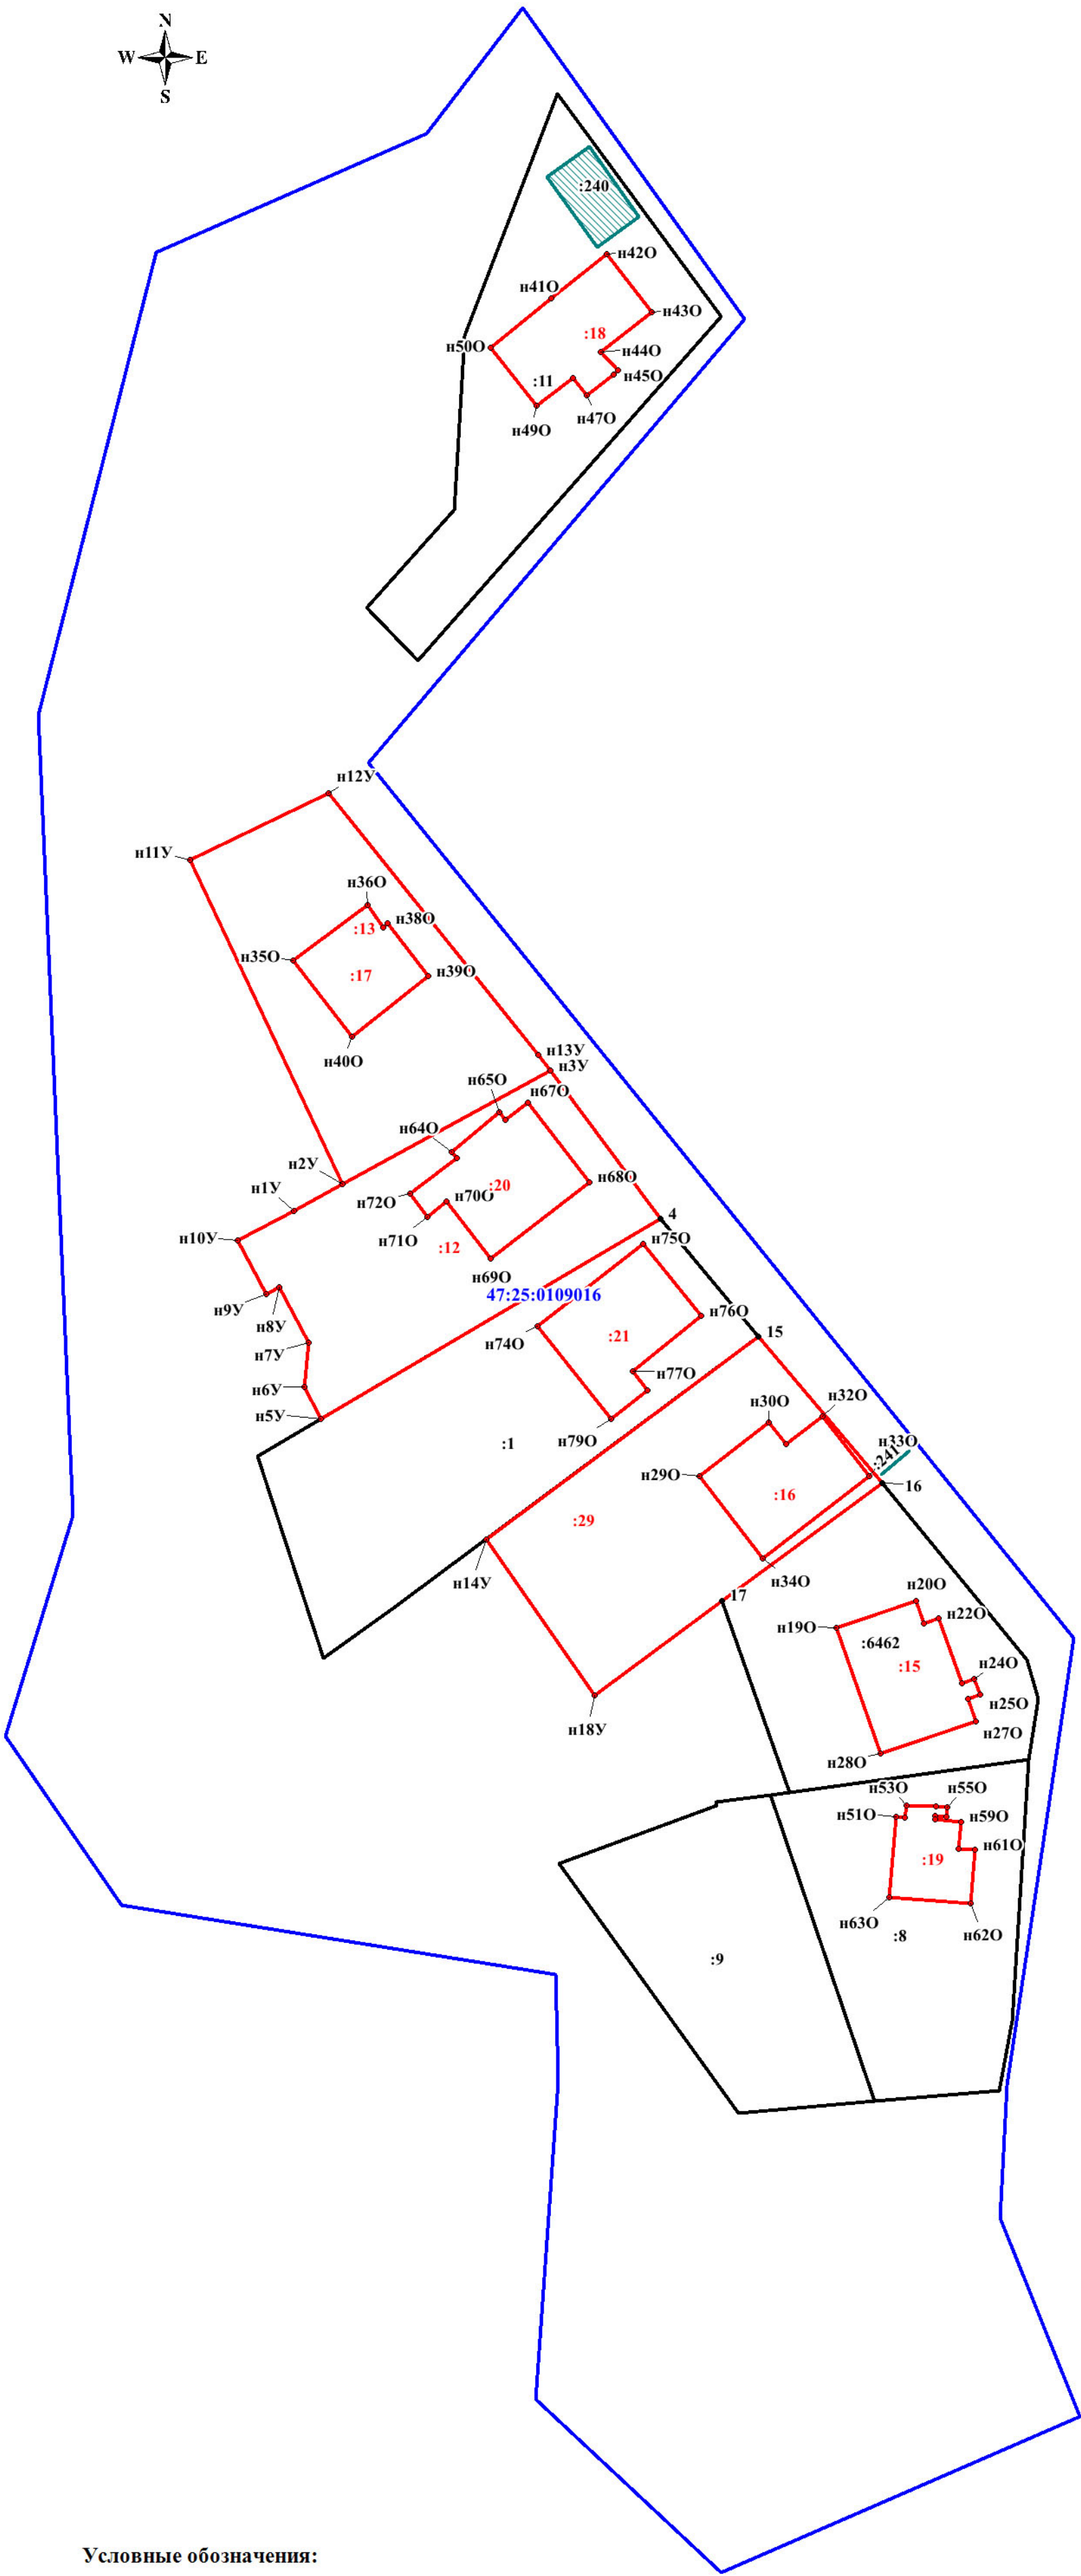 N
W E
S
:240
н42О
н41О
н43О
:18
н44О
н50О
н45О
:11
н47О
н49О
н12У
н11У
н36О
н38О
:13
н35О
н39О
:17
н13У
н40О
н3У
н65О
н67О
н64О
н2У
н68О
:20
н1У
н70О
н72О
4
н75О
н10У
н71О
:12
н69О
47:25:0109016
н9У
н76О
н8У
15
:21
н74О
н7У
н77О
н6У
н32О
н30О
н5У
н33О
н79О
:1
:241
н29О
16
:16
:29
н34О
н14У
17
н20О
н22О
н19О
:6462
н24О
:15
н25О
н18У
н27О
н28О
н53О
н55О
н51О
н59О
н61О
:19
н63О
:8
н62О
:9
Условные обозначения: